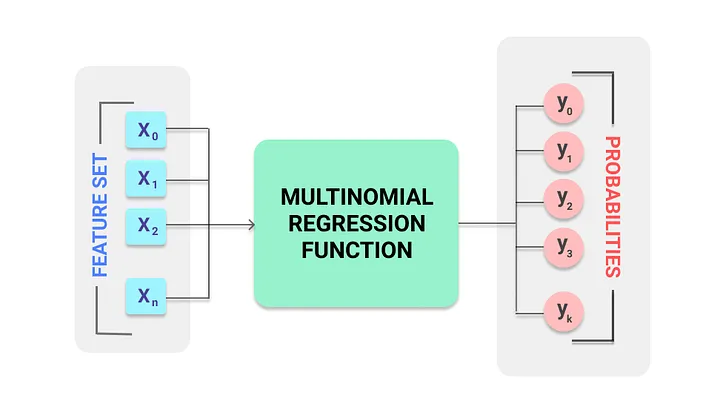 FEATURE SET
X0
X1
X2
Xn
MULTINOMIAL
REGRESSION
FUNCTION
y0
y1
y2
y3
yk
PROBABILITIES